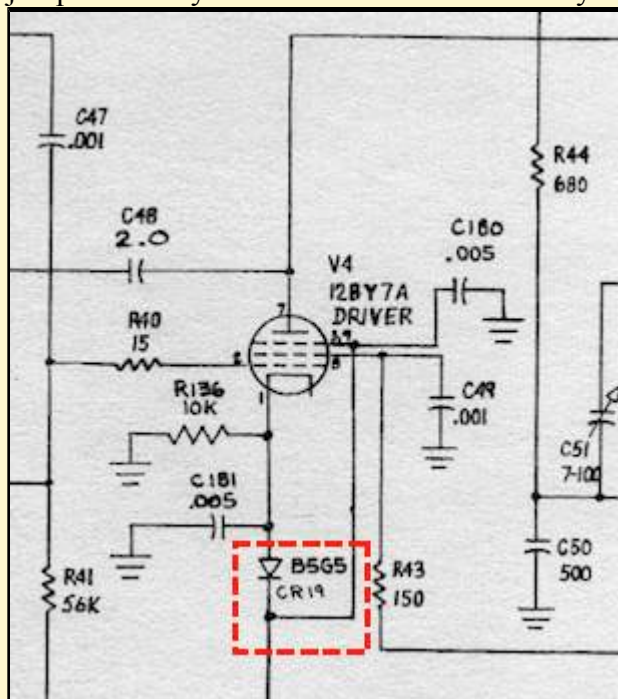 C47
.001
R44
680
C48
2.0
C180
.005
V4
12BY7A
DRIVER
7
R40
15
2
8
1
R136
10K
C49
.001
C51
7-100
C181
.005
B5G5
CR19
R43
150
C50
500
R41
56K